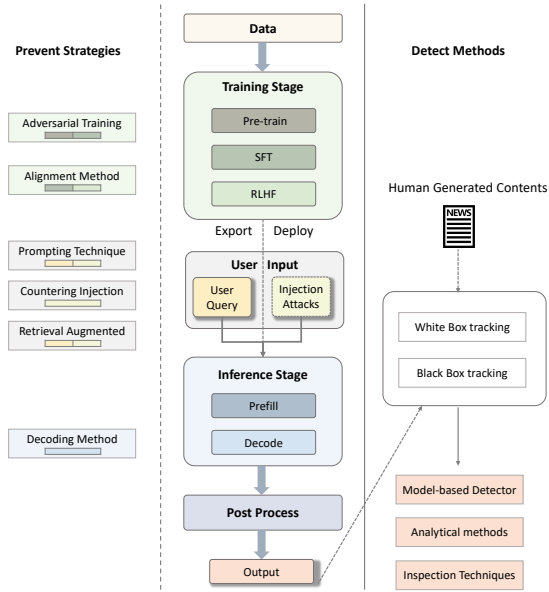 Prevent Strategies
Adversarial Training
Alignment Method
Prompting Technique
Countering Injection
Retrieval Augmented
Decoding Method
Data
Training Stage
Pre-train
SFT
RLHF
Export Deploy
User Input
User
Query
Injection
Attacks
Inference Stage
Prefill
Decode
Post Process
Output
Detect Methods
Human Generated Contents
NEWS
White Box tracking
Black Box tracking
Model-based Detector
Analytical methods
Inspection Techniques